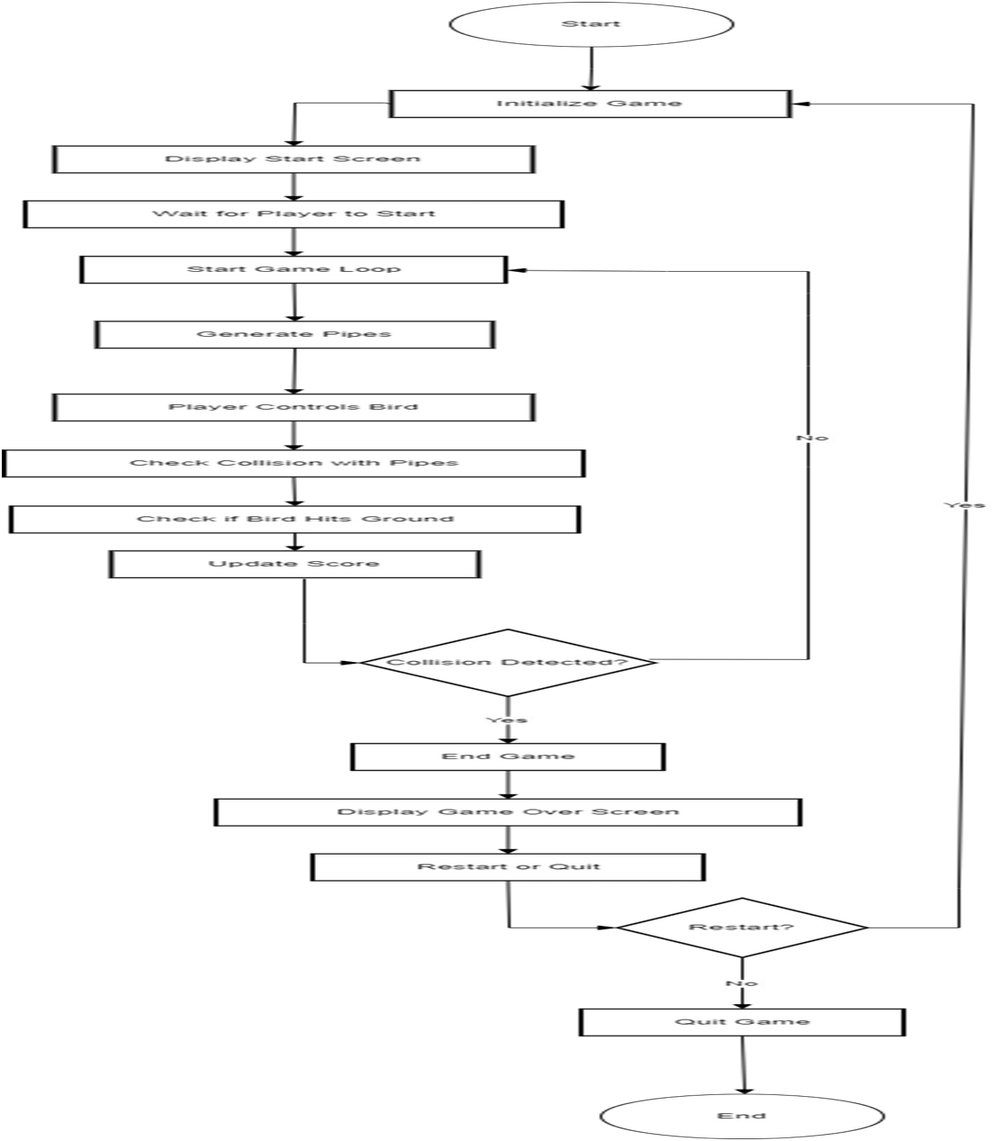 Start
Initialize Game
Display Start Screen
Wait for Player to Start
Start Game Loop
Generate Pipes
Player Controls Bird
No
Check Collision with Pipes
Yes
Check if Bird Hits Ground
Update Score
Collision Detected?
Yes
End Game
Display Game Over Screen
Restart or Quit
Restart?
No
Quit Game
End